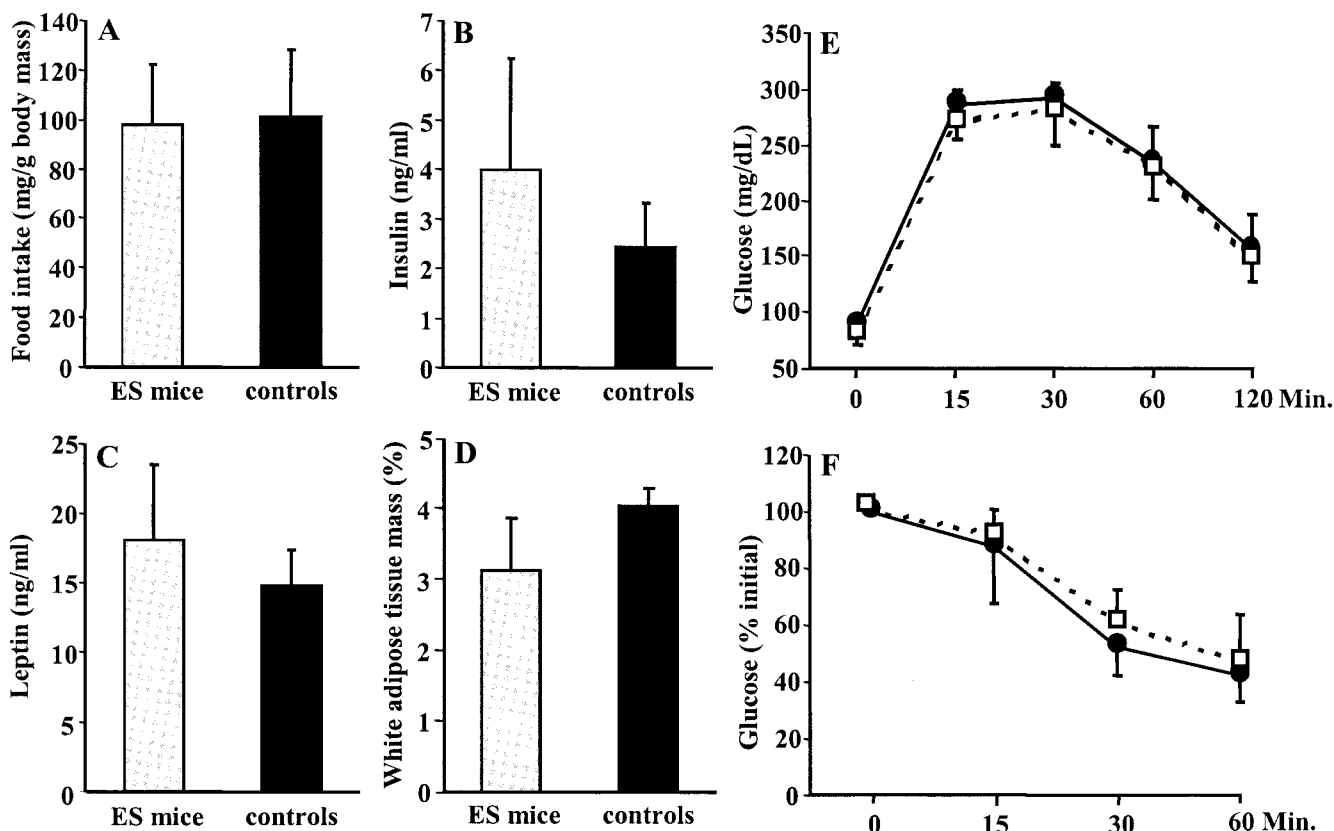 A
Food intake (mg/g body mass)
140
120
100
80
60
40
20
0
ES mice controls
B
Insulin (ng/ml)
7
6
5
4
3
2
1
0
ES mice controls
E
Glucose (mg/dL)
350
300
250
200
150
100
50
0 15 30 60 120 Min.
C
Leptin (ng/ml)
25
20
15
10
5
0
ES mice controls
D
White adipose tissue mass (%)
5
4
3
2
1
0
ES mice controls
F
Glucose (% initial)
120
100
80
60
40
20
0
0 15 30 60 Min.